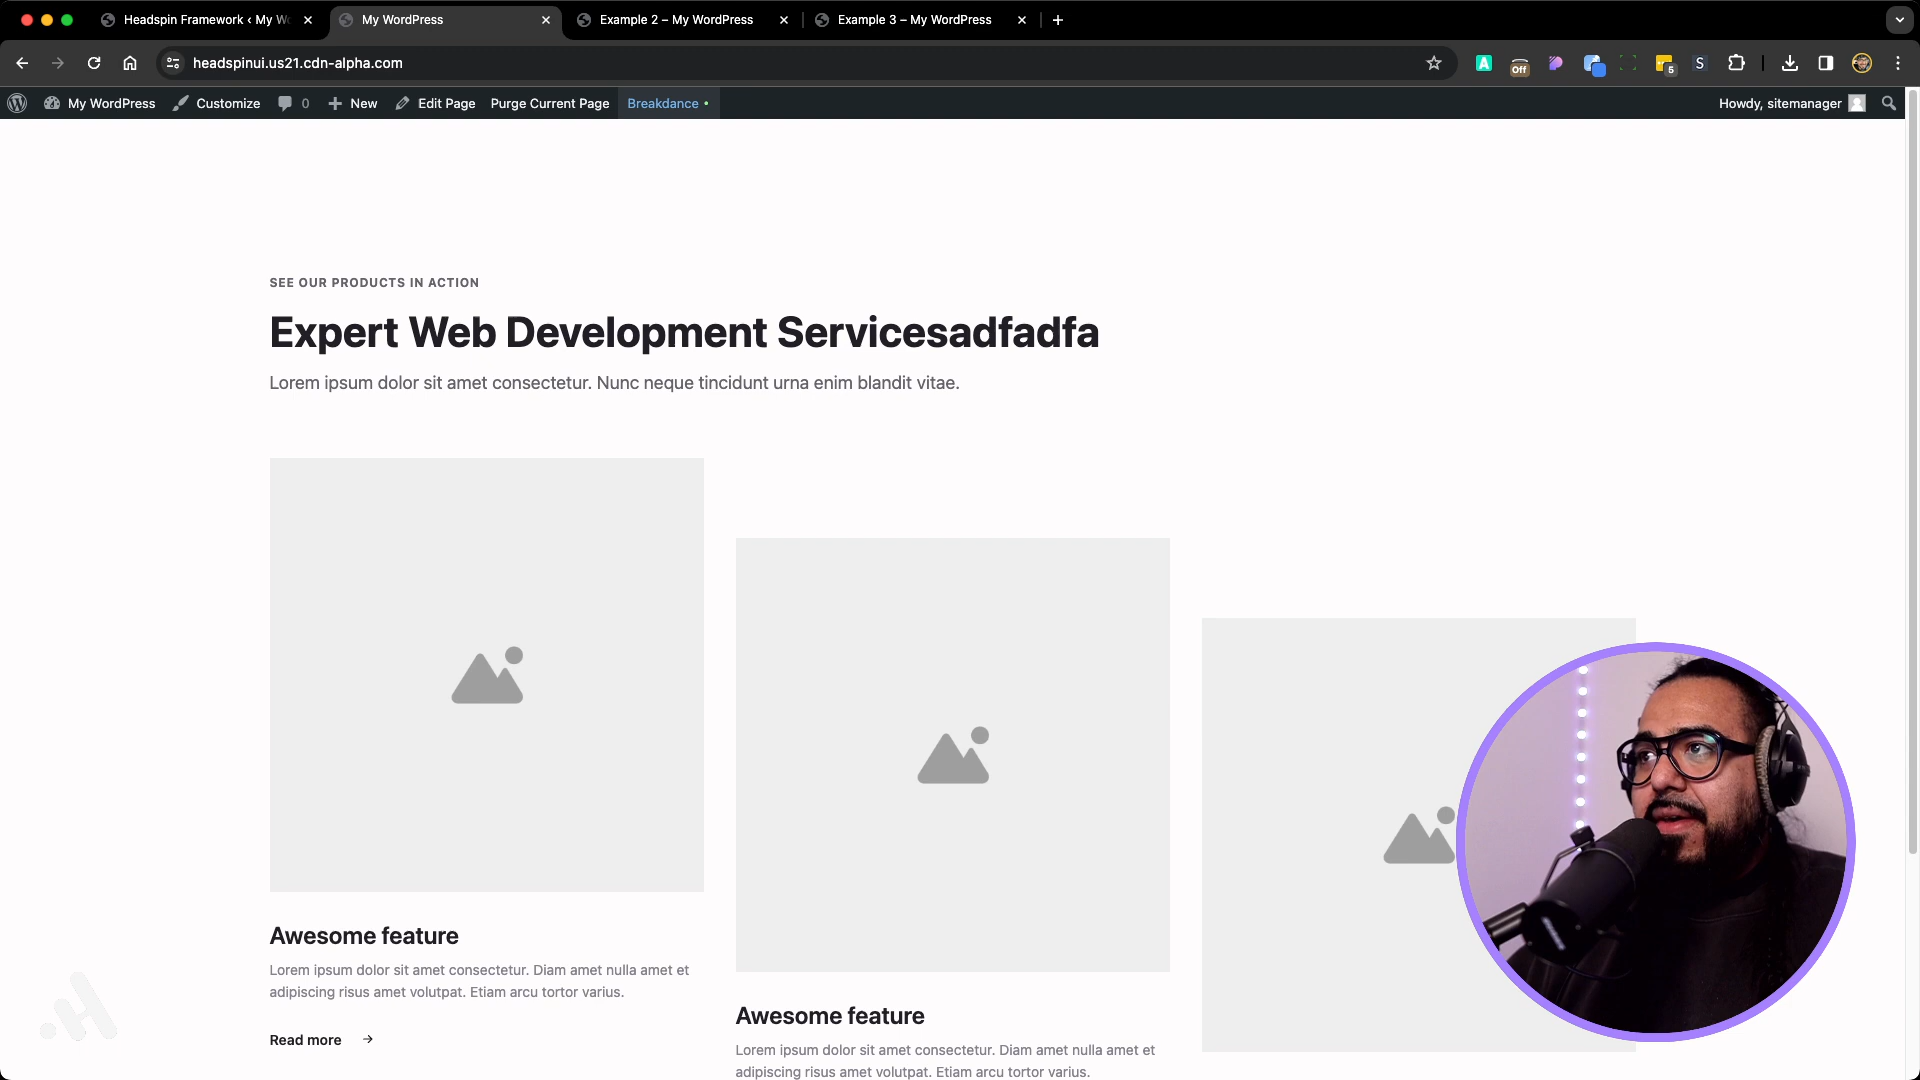 Headspin Framework ‹ My Wo
My WordPress
Example 2 – My WordPress
Example 3 – My WordPress
headspinui.us21.cdn-alpha.com
A
Off
5
S
My WordPress
Customize
0
New
Edit Page
Purge Current Page
Breakdance •
Howdy, sitemanager
SEE OUR PRODUCTS IN ACTION
Expert Web Development Servicesadfadfa
Lorem ipsum dolor sit amet consectetur. Nunc neque tincidunt urna enim blandit vitae.
Awesome feature
Lorem ipsum dolor sit amet consectetur. Diam amet nulla amet et
adipiscing risus amet volutpat. Etiam arcu tortor varius.
Read more
Awesome feature
Lorem ipsum dolor sit amet consectetur. Diam amet nulla amet et
adipiscing risus amet volutpat. Etiam arcu tortor varius.